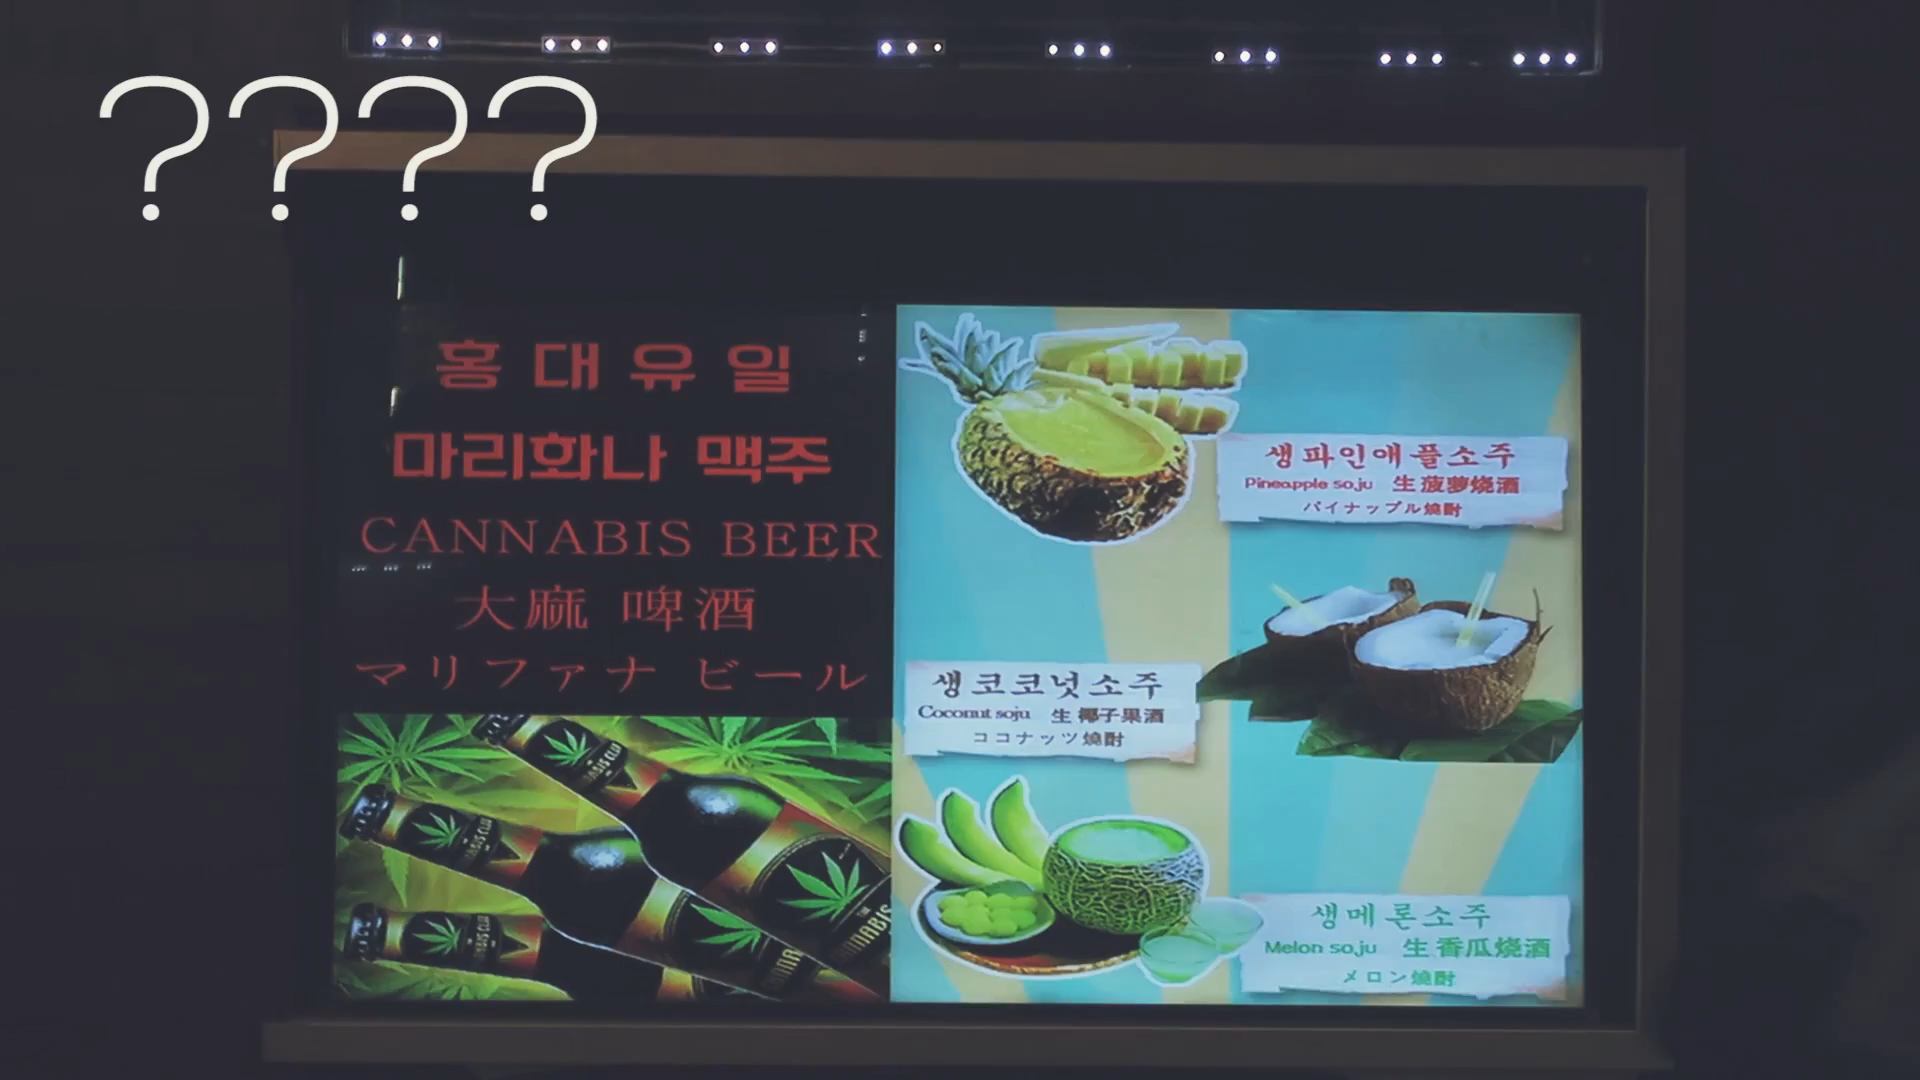 ????
홍대유일
마리화나 맥주
CANNABIS BEER
大麻 啤酒
マリファナ ビール
생파인애플소주
Pineapple soju 生菠萝烧酒
パイナップル燒酎
생코코넛소주
Coconut soju 生椰子果酒
ココナッツ燒酎
생메론소주
Melon soju 生香瓜烧酒
メロン燒酎